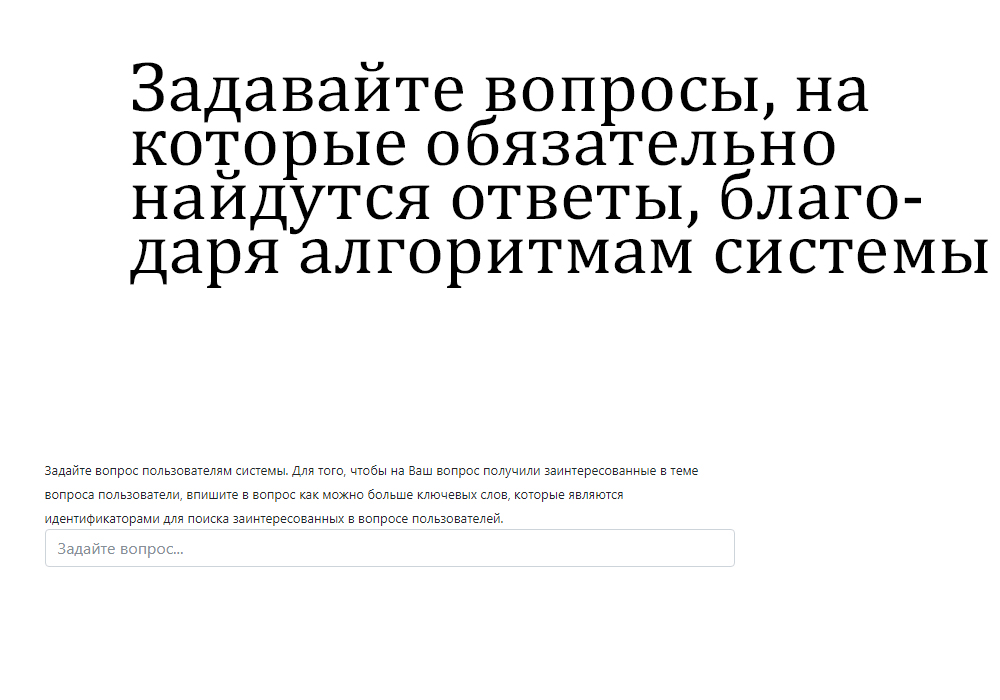 Задавайте вопросы, на
которые обязательно
найдутся ответы, благо-
даря алгоритмам системы
Задайте вопрос пользователям системы. Для того, чтобы на Ваш вопрос получили заинтересованные в теме
вопроса пользователи, впишите в вопрос как можно больше ключевых слов, которые являются
идентификаторами для поиска заинтересованных в вопросе пользователей.
Задайте вопрос...